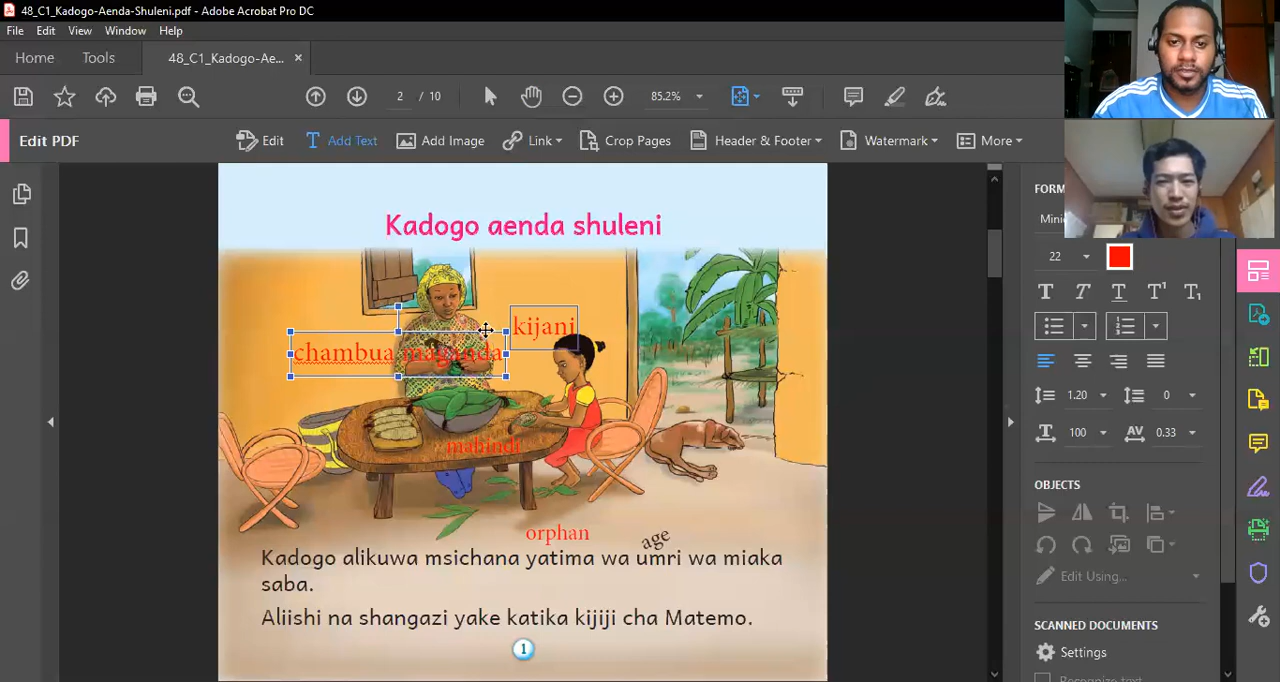 48_C1_Kadogo-Aenda-Shuleni.pdf - Adobe Acrobat Pro DC
File Edit View Window Help
Home Tools 48_C1_Kadogo-Ae... ×
2 / 10 85.2%
Edit PDF Edit Add Text Add Image Link Crop Pages Header & Footer Watermark More
Kadogo aenda shuleni
kijani
chambua maganda
mahindi
orphan
age
Kadogo alikuwa msichana yatima wa umri wa miaka
saba.
Aliishi na shangazi yake katika kijiji cha Matemo.
1
22
1.20 0
100 AV 0.33
OBJECTS
Edit Using...
SCANNED DOCUMENTS
Settings
Recognize text